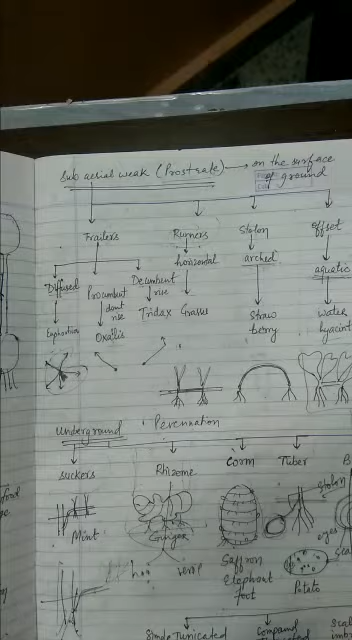 Sub aerial weak (Prostrate) → on the surface
of ground
Trailers Runners Stolon offset
horizontal arched aquatic
Diffused Procumbent Decumbent
dont rise rise
Euphorbia Oxalis Tridax Grasses Straw berry water hyacint
Underground Perennation
Suckers Rhizome Corm Tuber
Stolon
Mint Ginger eyes
Saffron
Elephant foot
Potato
Tunicated Compound